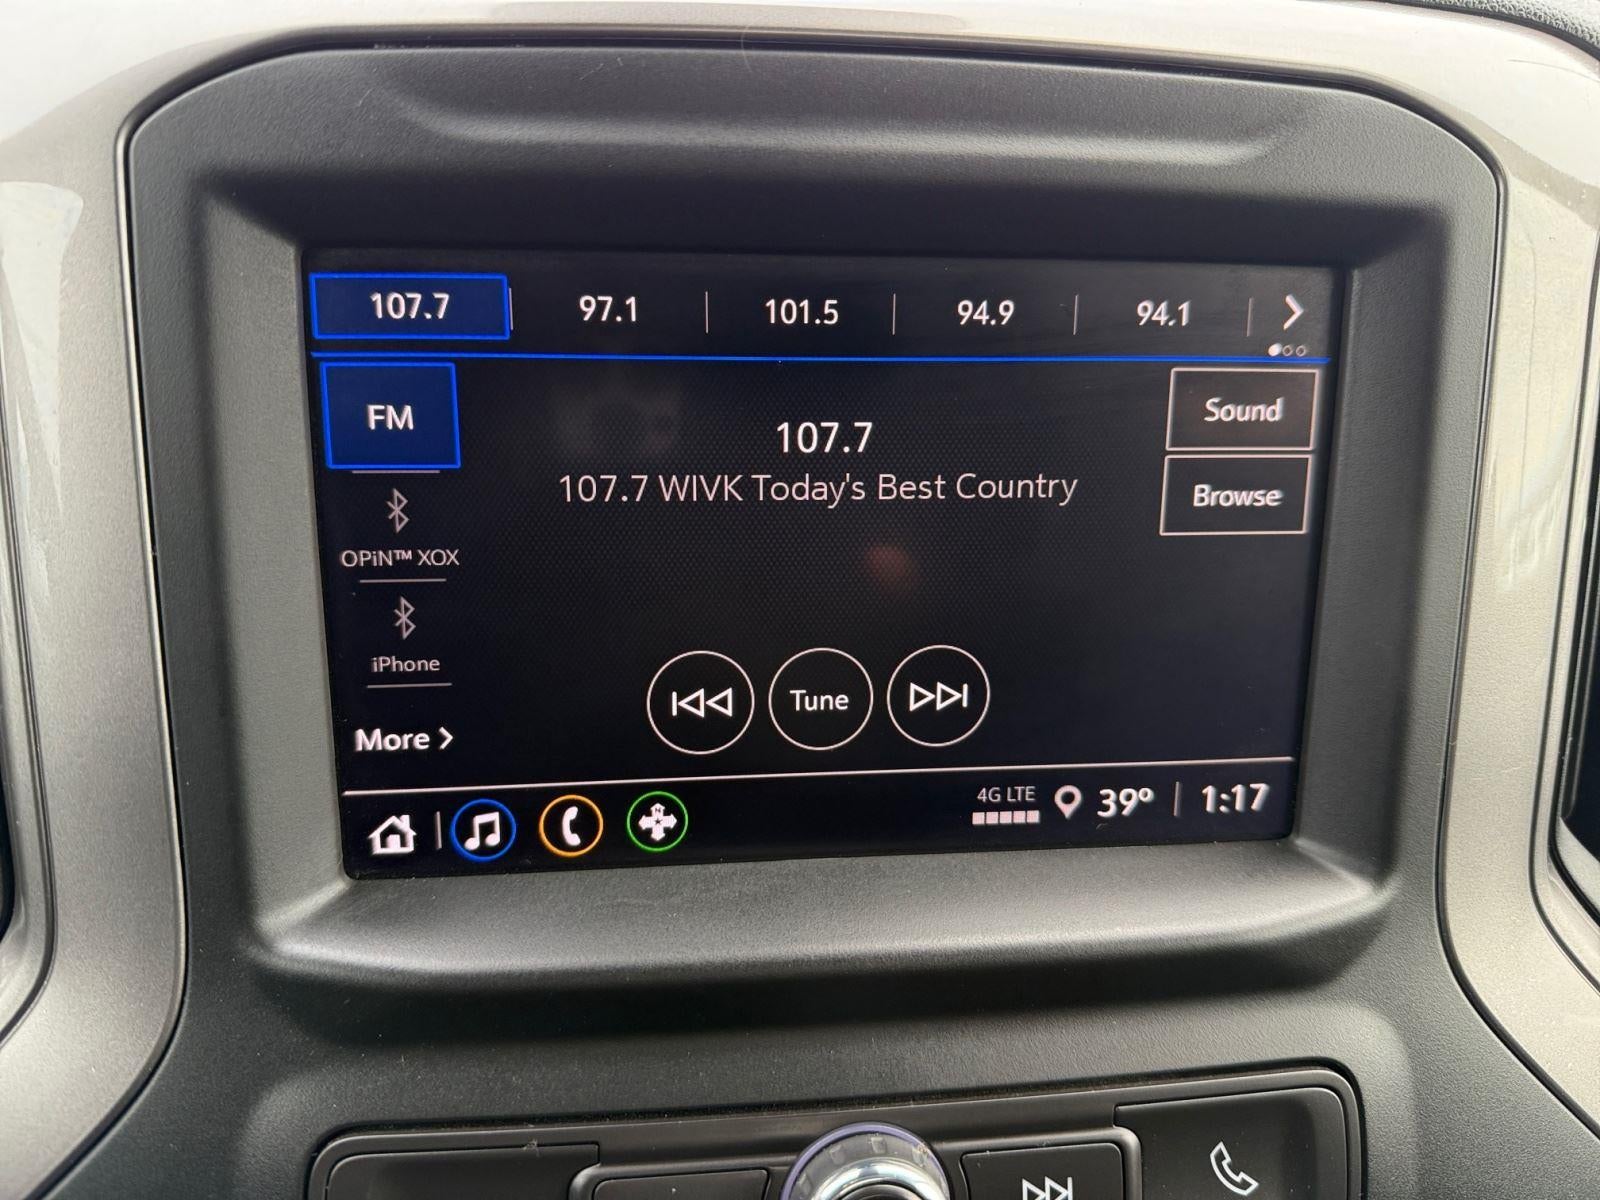 107.7
97.1
101.5
94.9
94.1
FM
Sound
107.7
107.7 WIVK Today's Best Country
Browse
OPiN™ XOX
iPhone
Tune
More
4G LTE
39°
1:17
N